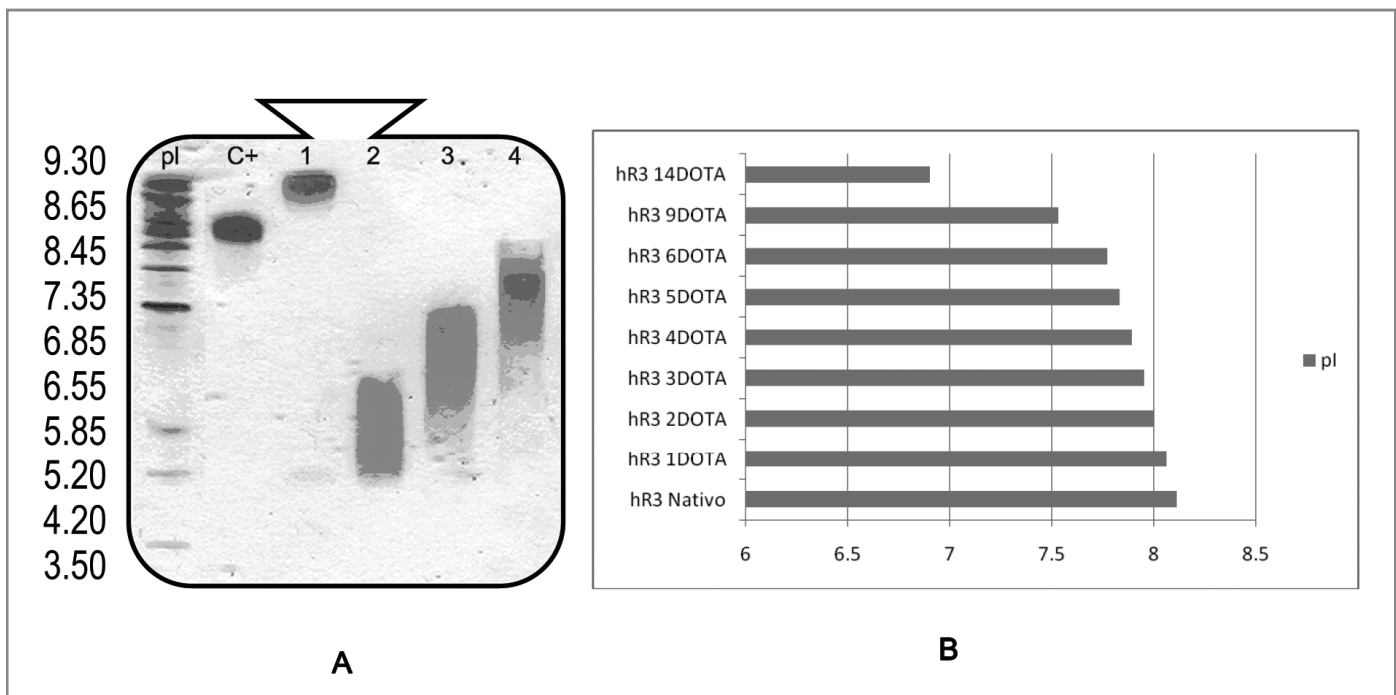 pI C+ 1 2 3 4
9.30
8.65
8.45
7.35
6.85
6.55
5.85
5.20
4.20
3.50
A
hR3 14DOTA
hR3 9DOTA
hR3 6DOTA
hR3 5DOTA
hR3 4DOTA
hR3 3DOTA
hR3 2DOTA
hR3 1DOTA
hR3 Nativo
6 6.5 7 7.5 8 8.5
pI
B